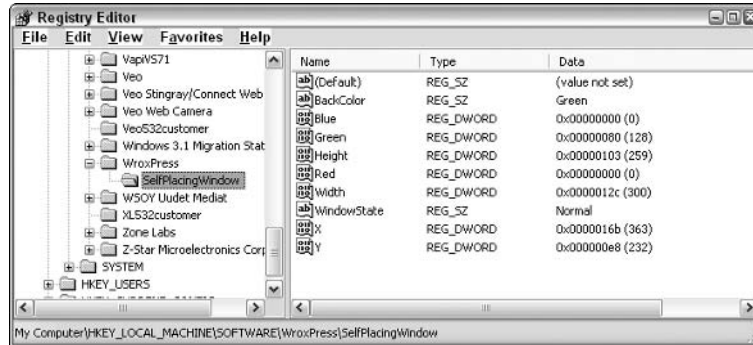 Registry Editor
File Edit View Favorites Help
VapiVS71
Veo
Veo Stingray/Connect Web
Veo Web Camera
Veo532customer
Windows 3.1 Migration Stat
WroxPress
SelfPlacingWindow
WSOY Uudet Mediat
XL532customer
Zone Labs
Z-Star Microelectronics Corp
SYSTEM
HKEY_USERS
Name Type Data
(Default) REG_SZ (value not set)
BackColor REG_SZ Green
Blue REG_DWORD 0x00000000 (0)
Green REG_DWORD 0x00000080 (128)
Height REG_DWORD 0x00000103 (259)
Red REG_DWORD 0x00000000 (0)
Width REG_DWORD 0x0000012c (300)
WindowState REG_SZ Normal
X REG_DWORD 0x0000016b (363)
Y REG_DWORD 0x000000e8 (232)
My Computer\HKEY_LOCAL_MACHINE\SOFTWARE\WroxPress\SelfPlacingWindow